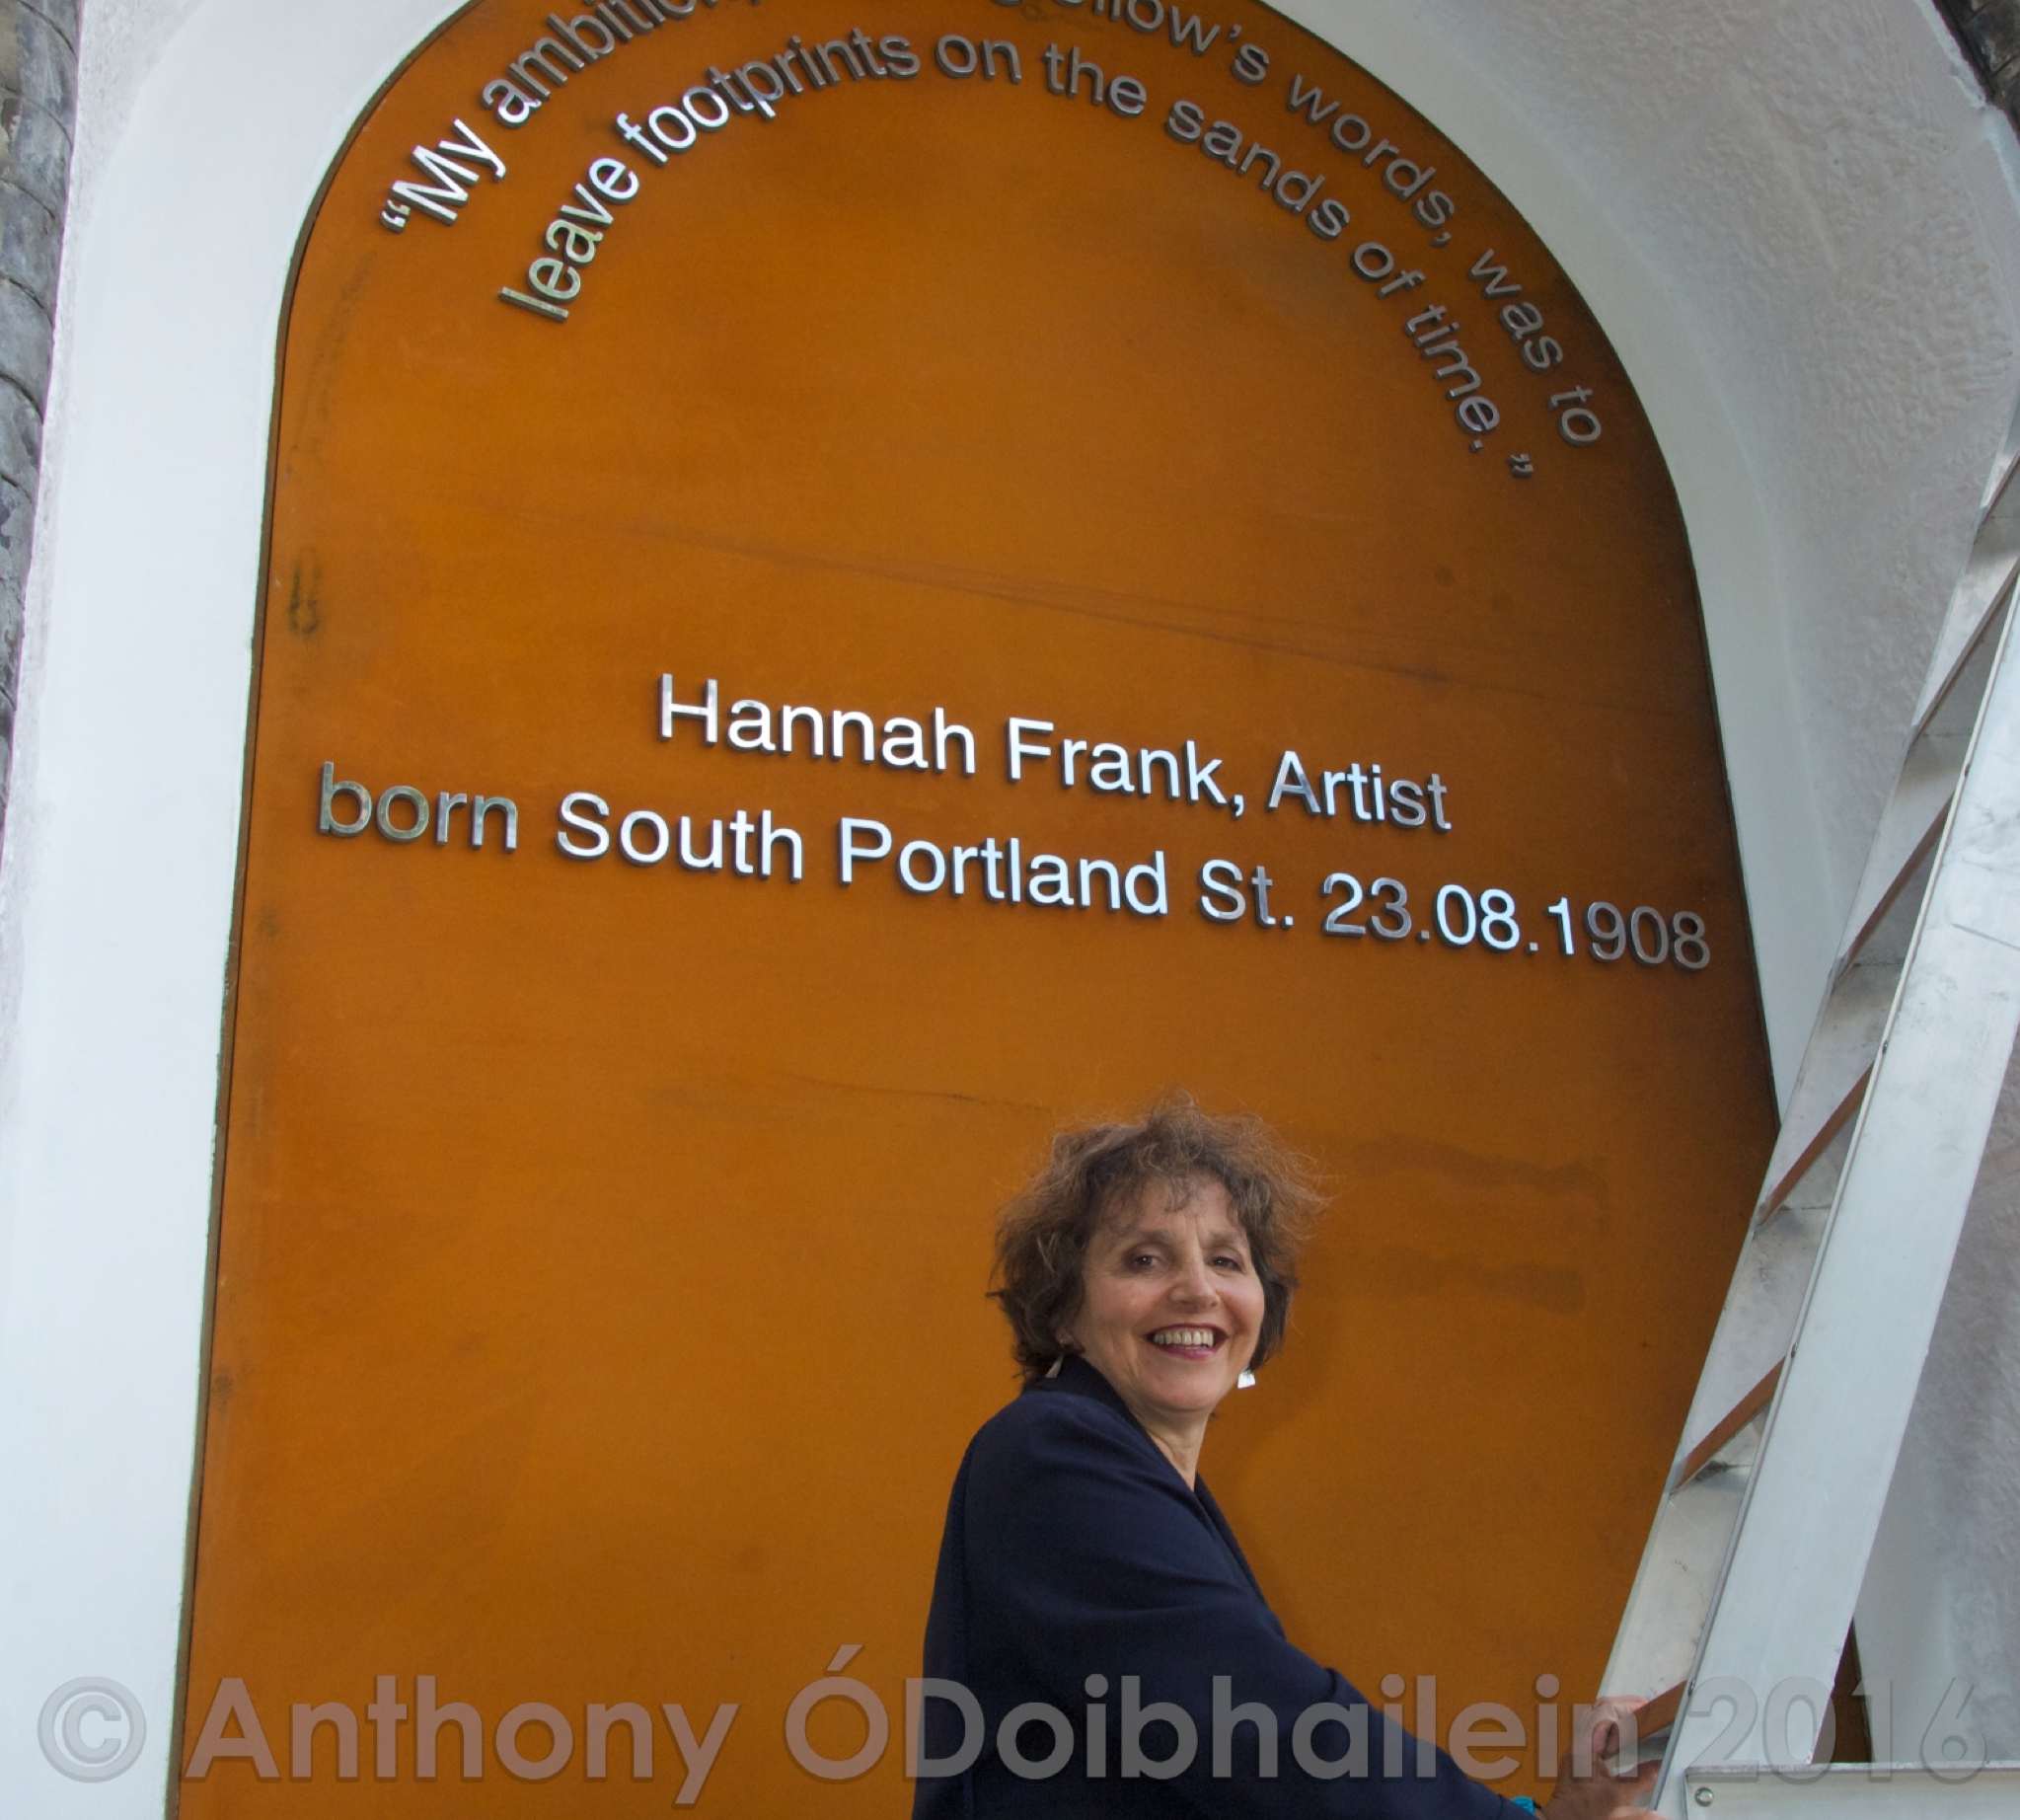 “My ambition, words, was to
leave footprints on the sands of time.”
Hannah Frank, Artist
born South Portland St. 23.08.1908
© Anthony ÓDoibhailein 2016